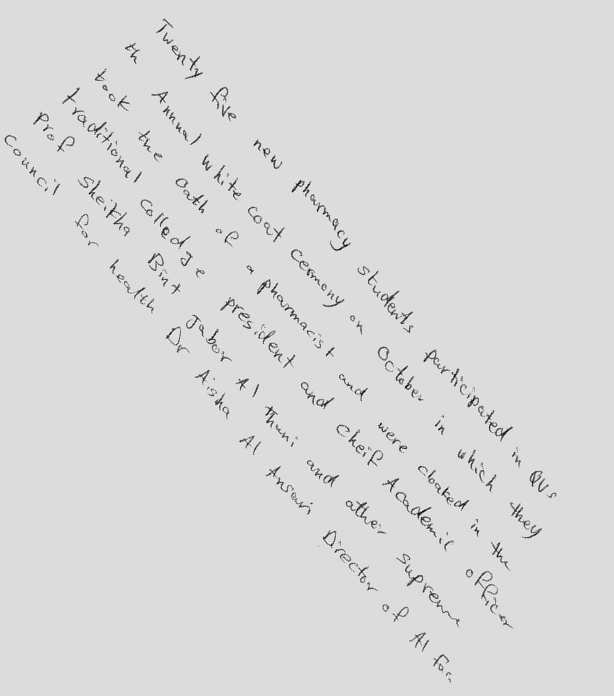 Twenty five new pharmacy students participated in QUs
th Annual white coat cermony on October in which they
took the oath of a pharmacist and were cloaked in the
traditional colledge president and cheif Academic officer
Prof Sheikha Bint Jabor Al Thani and other supreme
Council for health Dr Aisha Al Ansari Director of Al